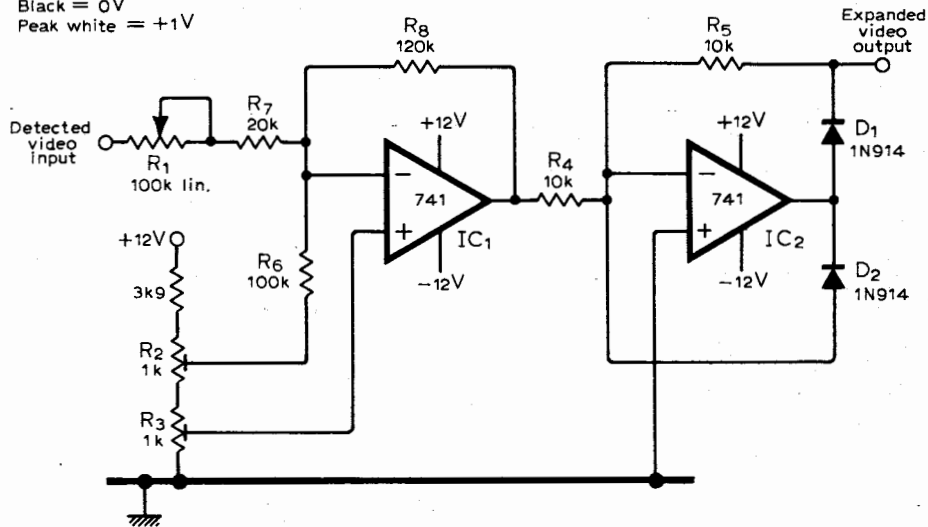 Black = 0V
Peak white = +1V
R8
120k
R5
10k
Expanded
video
output
Detected
video
input
R1
100k lin.
R7
20k
+12V
−
741
+
IC1
−12V
R4
10k
+12V
−
741
+
IC2
−12V
D1
1N914
D2
1N914
+12V
3k9
R6
100k
R2
1k
R3
1k